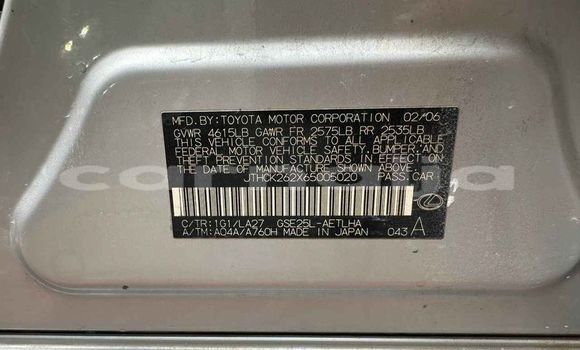 MFD.BY:TOYOTA MOTOR CORPORATION 02/06
GVWR 4615LB GAWR FR 2575LB RR 2535LB
THIS VEHICLE CONFORMS TO ALL APPLICABLE
FEDERAL MOTOR VEHICLE SAFETY, BUMPER, AND
THEFT PREVENTION STANDARDS IN EFFECT ON
THE DATE OF MANUFACTURE SHOWN ABOVE.
JTHCK262X65005020 PASS.CAR
C/TR:1G1/LA27 GSE25L-AETLHA
A/TM:A04A/A760H MADE IN JAPAN 043 A